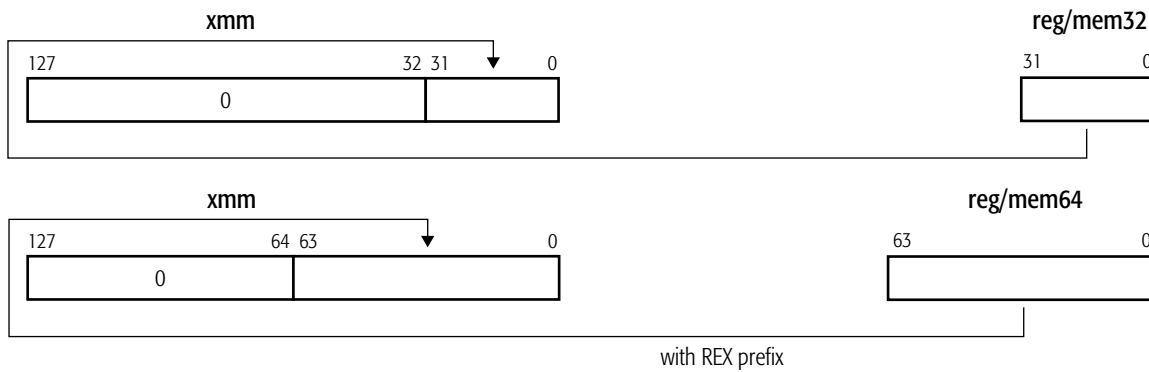 xmm reg/mem32
127 32 31 0 31 0
0
xmm reg/mem64
127 64 63 0 63 0
0
with REX prefix